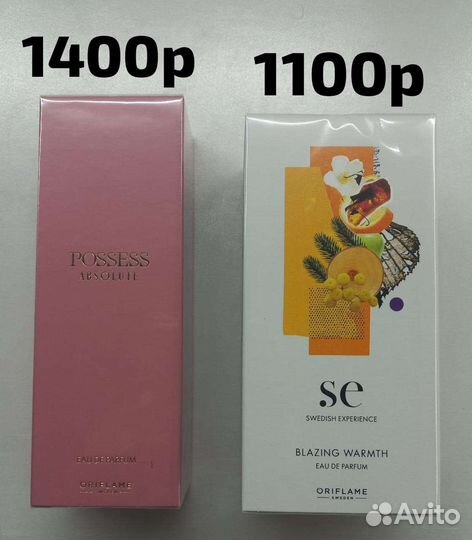 1400р
1100р
POSSESS
ABSOLUTE
EAU DE PARFUM
ORIFLAME
SWEDEN
se
SWEDISH EXPERIENCE
BLAZING WARMTH
EAU DE PARFUM
ORIFLAME
SWEDEN
Avito